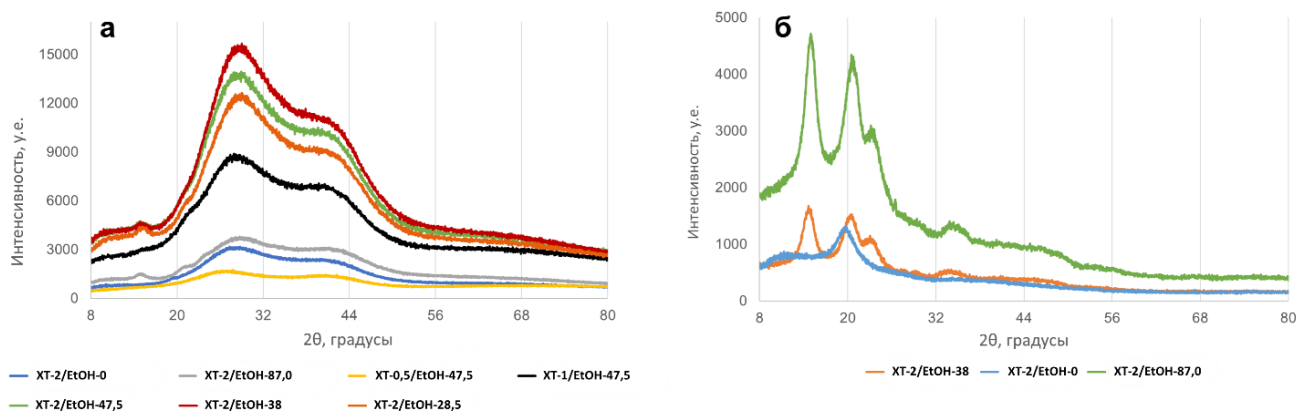 а
Интенсивность, у.е.
15000
12000
9000
6000
3000
0
8 20 32 44 56 68 80
2θ, градусы
XT-2/EtOH-0 XT-2/EtOH-87,0 XT-0,5/EtOH-47,5 XT-1/EtOH-47,5
XT-2/EtOH-47,5 XT-2/EtOH-38 XT-2/EtOH-28,5
б
Интенсивность, у.е.
5000
4000
3000
2000
1000
0
8 20 32 44 56 68 80
2θ, градусы
XT-2/EtOH-38 XT-2/EtOH-0 XT-2/EtOH-87,0